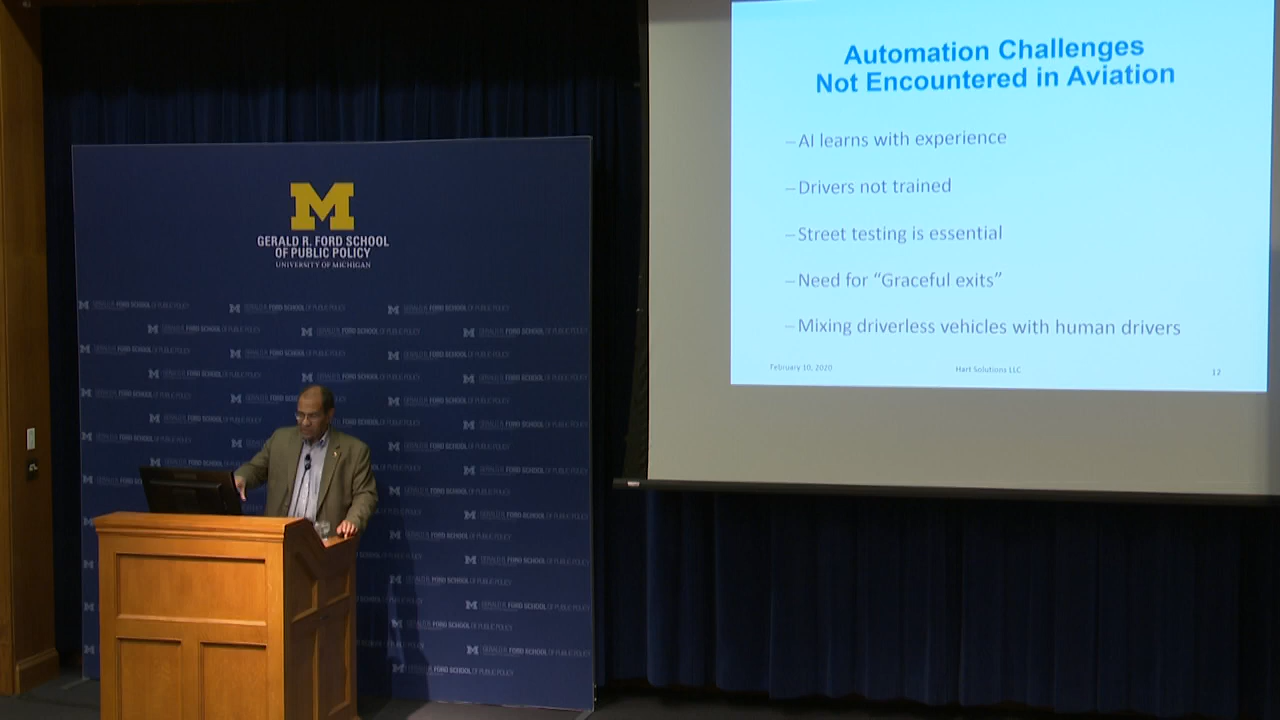 Automation Challenges
Not Encountered in Aviation
–AI learns with experience
–Drivers not trained
–Street testing is essential
–Need for “Graceful exits”
–Mixing driverless vehicles with human drivers
February 10, 2020
Hart Solutions LLC
12
M
GERALD R. FORD SCHOOL
OF PUBLIC POLICY
UNIVERSITY OF MICHIGAN